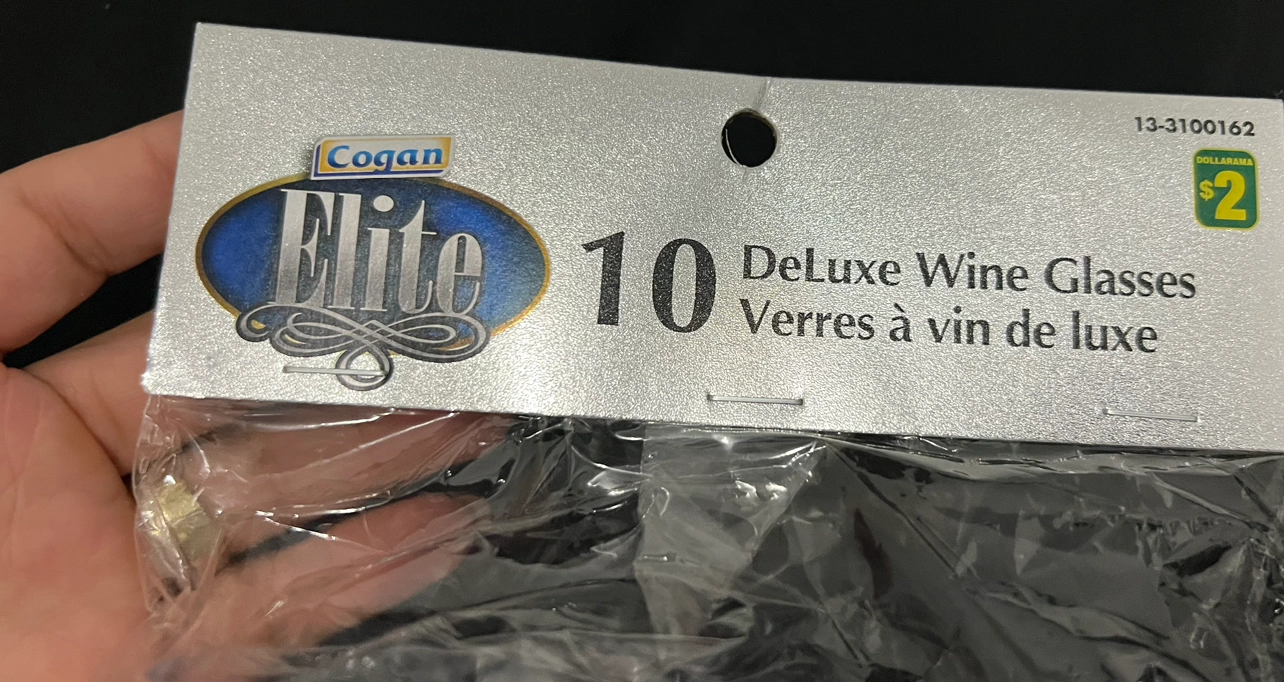 13-3100162
DOLLARAMA
$2
Cogan
Elite
10 DeLuxe Wine Glasses
Verres à vin de luxe